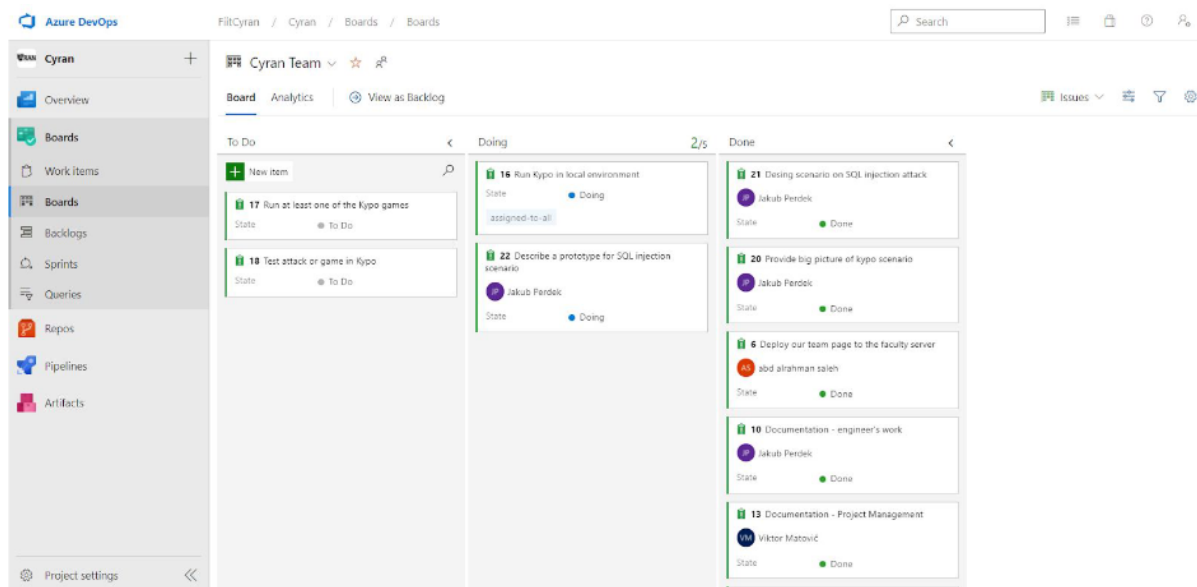 Azure DevOps
FiitCyran / Cyran / Boards / Boards
Search
Cyran
Cyran Team
Overview
Board Analytics View as Backlog
Issues
Boards
Work items
Boards
Backlogs
Sprints
Queries
Repos
Pipelines
Artifacts
Project settings
To Do
New item
17 Run at least one of the Kypo games
State To Do
18 Test attack or game in Kypo
State To Do
Doing 2/5
16 Run Kypo in local environment
State Doing
assigned-to-all
22 Describe a prototype for SQL injection
scenario
JP Jakub Perdek
State Doing
Done
21 Desing scenario on SQL injection attack
JP Jakub Perdek
State Done
20 Provide big picture of kypo scenario
JP Jakub Perdek
State Done
6 Deploy our team page to the faculty server
AS abd alrahman saleh
State Done
10 Documentation - engineer's work
JP Jakub Perdek
State Done
13 Documentation - Project Management
VM Viktor Matovič
State Done